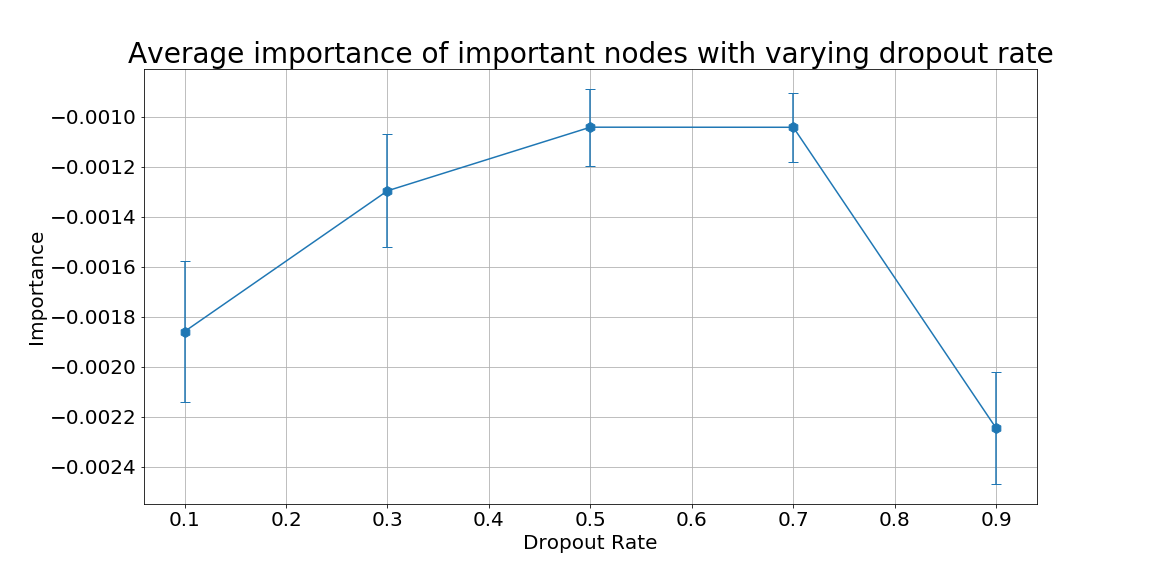 Average importance of important nodes with varying dropout rate
Importance
−0.0010
−0.0012
−0.0014
−0.0016
−0.0018
−0.0020
−0.0022
−0.0024
0.1 0.2 0.3 0.4 0.5 0.6 0.7 0.8 0.9
Dropout Rate